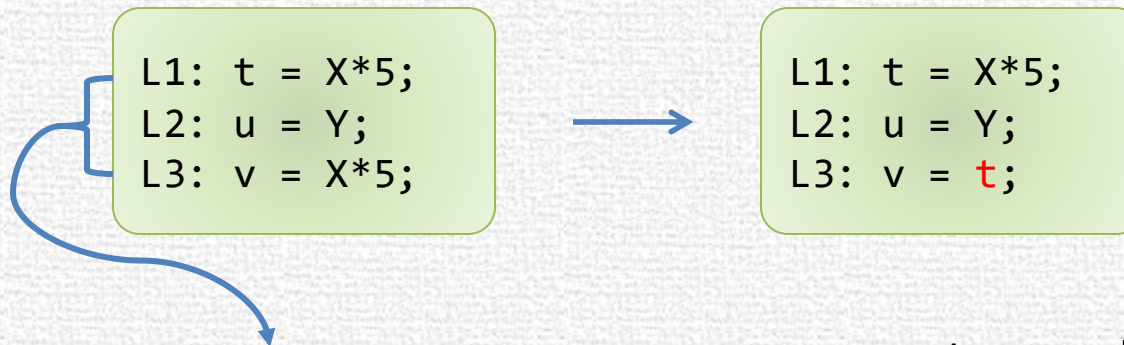 L1: t = X*5;
L2: u = Y;
L3: v = X*5;
L1: t = X*5;
L2: u = Y;
L3: v = t;